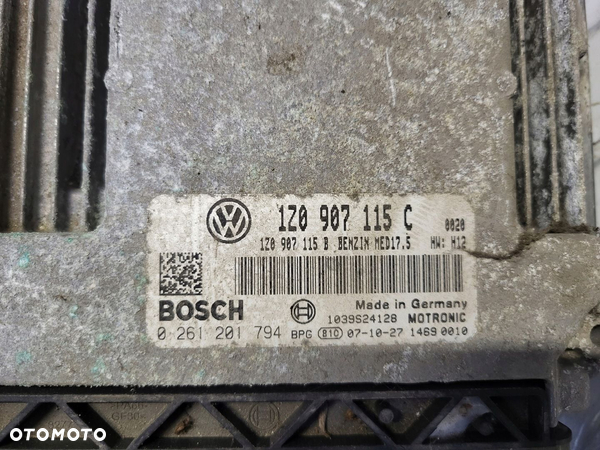 1Z0 907 115 C 0020
1Z0 907 115 B BENZIN MED17.5 HW: H12
BOSCH
Made in Germany
1039S24128 MOTRONIC
0 261 201 794 BPG 810 07-10-27 1469 0010
OTOMOTO